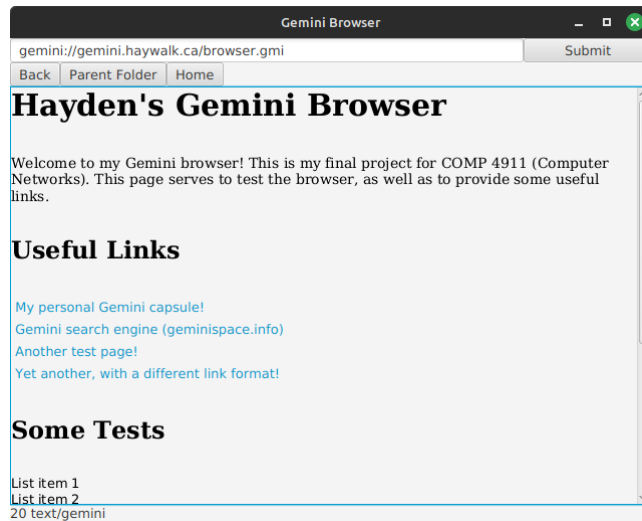 Gemini Browser
gemini://gemini.haywalk.ca/browser.gmi
Submit
Back
Parent Folder
Home
Hayden's Gemini Browser
Welcome to my Gemini browser! This is my final project for COMP 4911 (Computer
Networks). This page serves to test the browser, as well as to provide some useful
links.
Useful Links
My personal Gemini capsule!
Gemini search engine (geminispace.info)
Another test page!
Yet another, with a different link format!
Some Tests
List item 1
List item 2
20 text/gemini